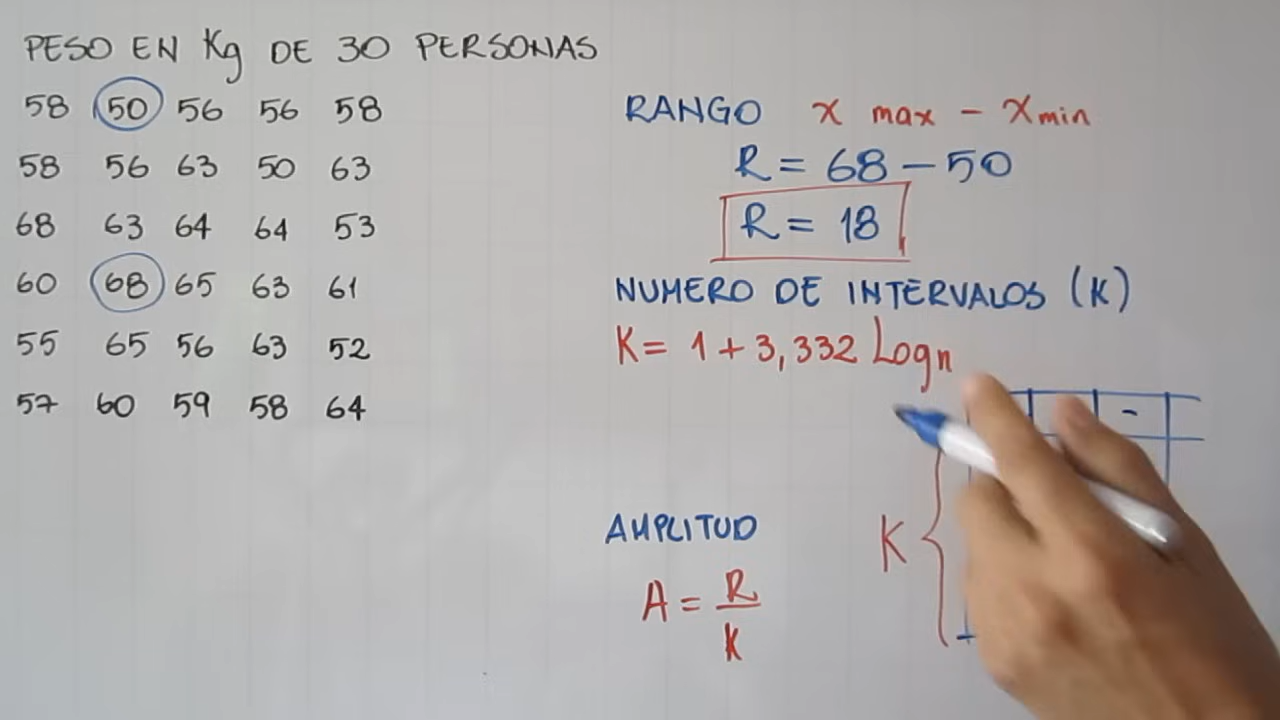 PESO EN Kg DE 30 PERSONAS
58 50 56 56 58
58 56 63 50 63
68 63 64 64 53
60 68 65 63 61
55 65 56 63 52
57 60 59 58 64
RANGO x max - xmin
R = 68 - 50
R = 18
NUMERO DE INTERVALOS (K)
K = 1 + 3,332 Log n
-
AMPLITUD
A = R
K
K